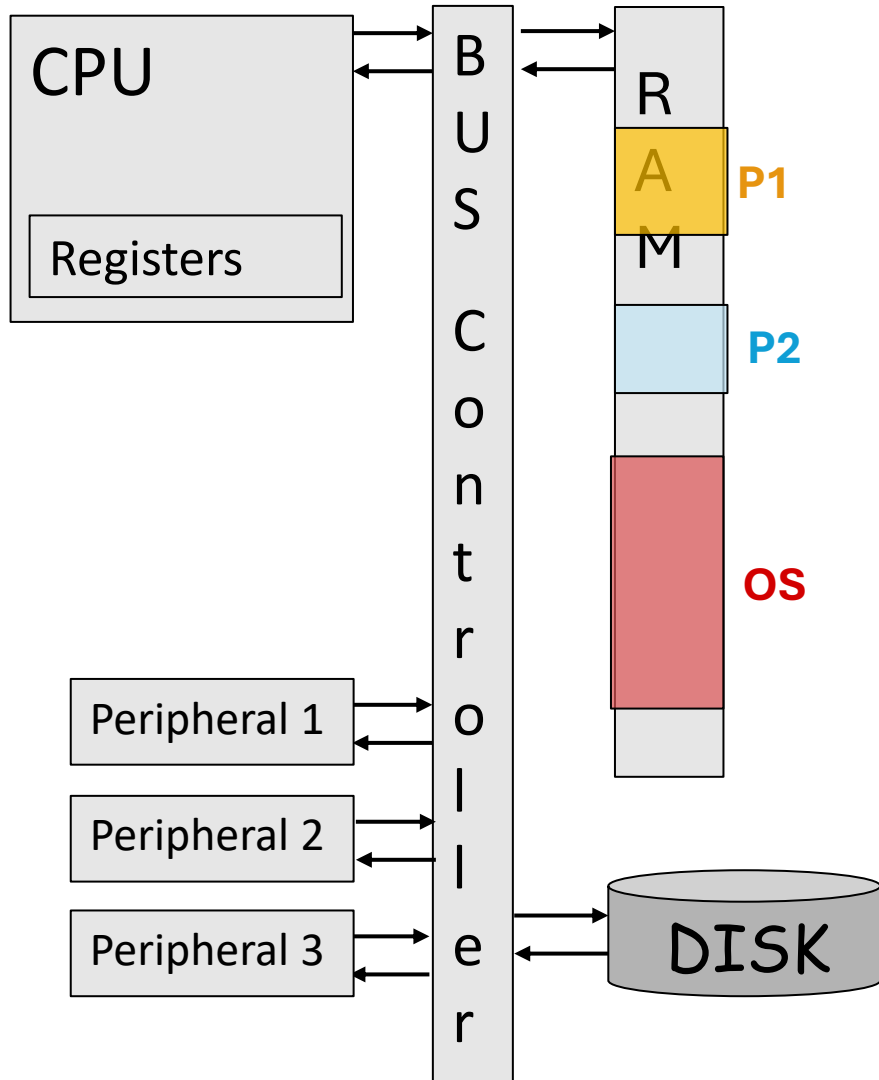 CPU
Registers
BUS Controller
RAM
P1
P2
OS
Peripheral 1
Peripheral 2
Peripheral 3
DISK